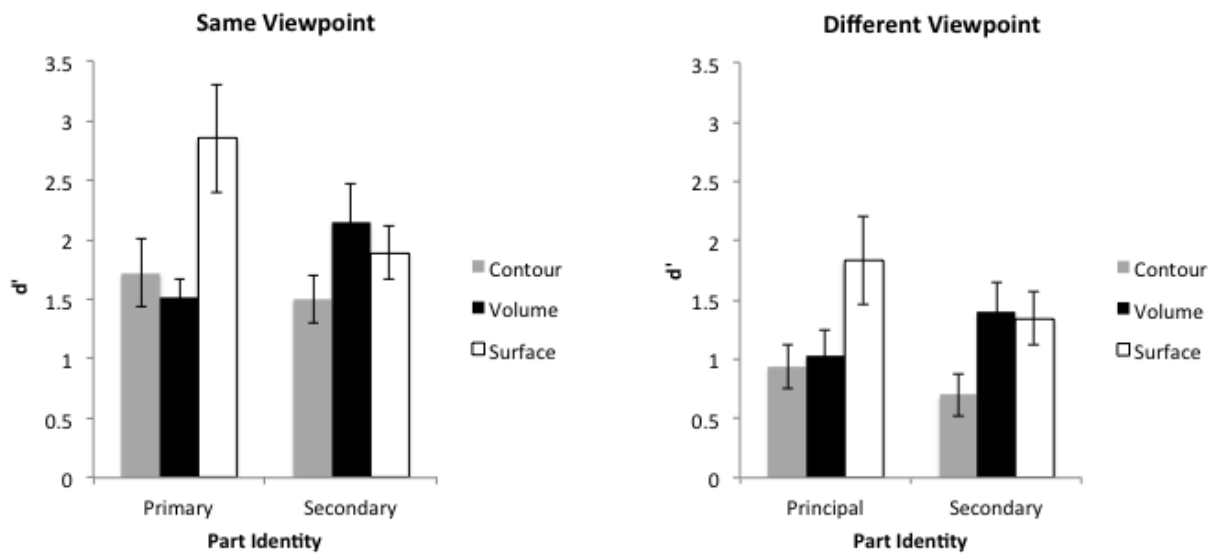 Same Viewpoint
3.5
3
2.5
2
1.5
1
0.5
0
d'
Primary
Secondary
Part Identity
Contour
Volume
Surface
Different Viewpoint
3.5
3
2.5
2
1.5
1
0.5
0
d'
Principal
Secondary
Part Identity
Contour
Volume
Surface